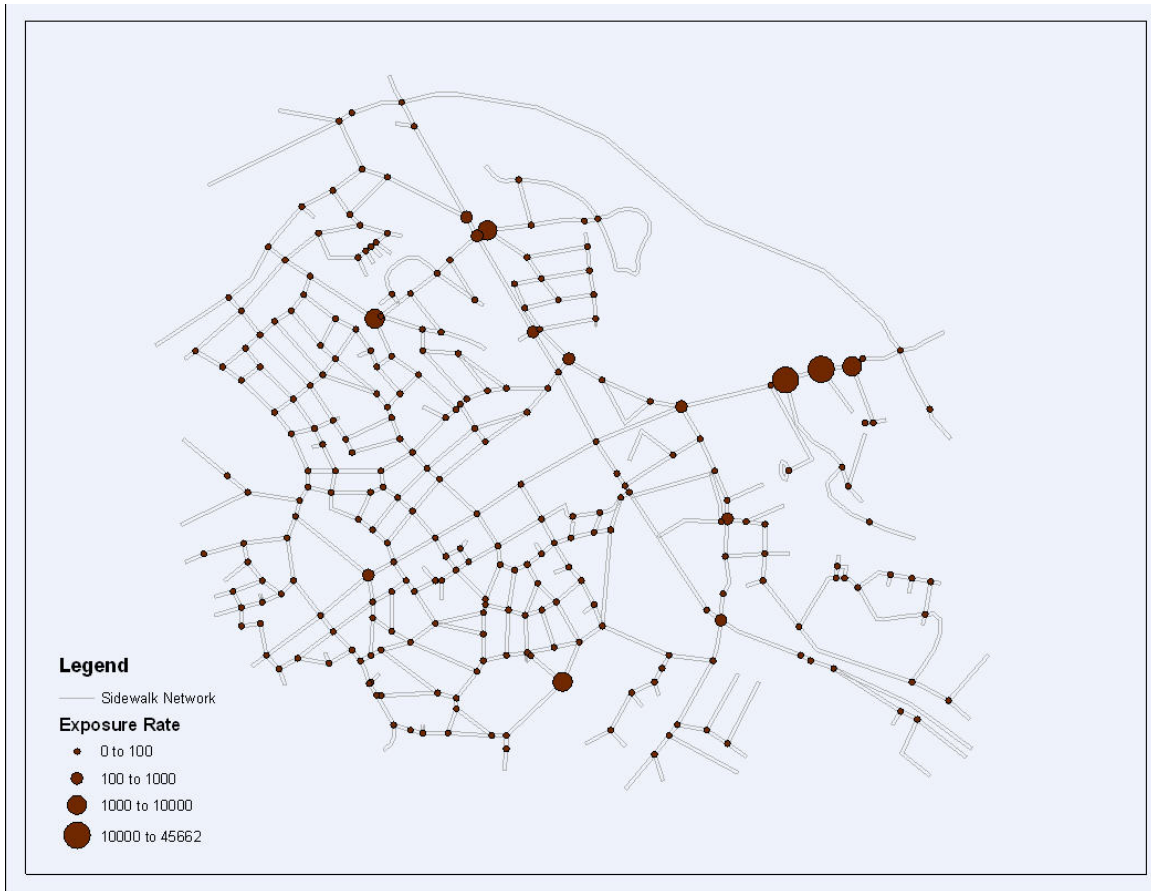 Legend
Sidewalk Network
Exposure Rate
0 to 100
100 to 1000
1000 to 10000
10000 to 45662